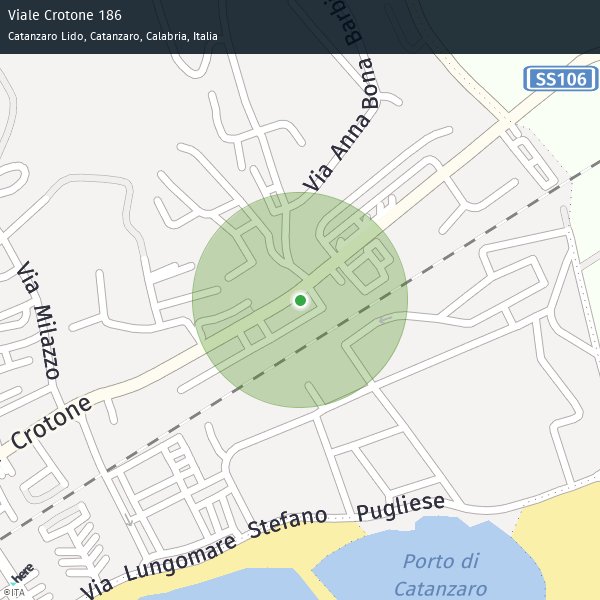 Viale Crotone 186
Catanzaro Lido, Catanzaro, Calabria, Italia
SS106
Via Anna Bona Barbi
Via Milazzo
Crotone
Via Lungomare Stefano Pugliese
Porto di
Catanzaro
here
©ITA